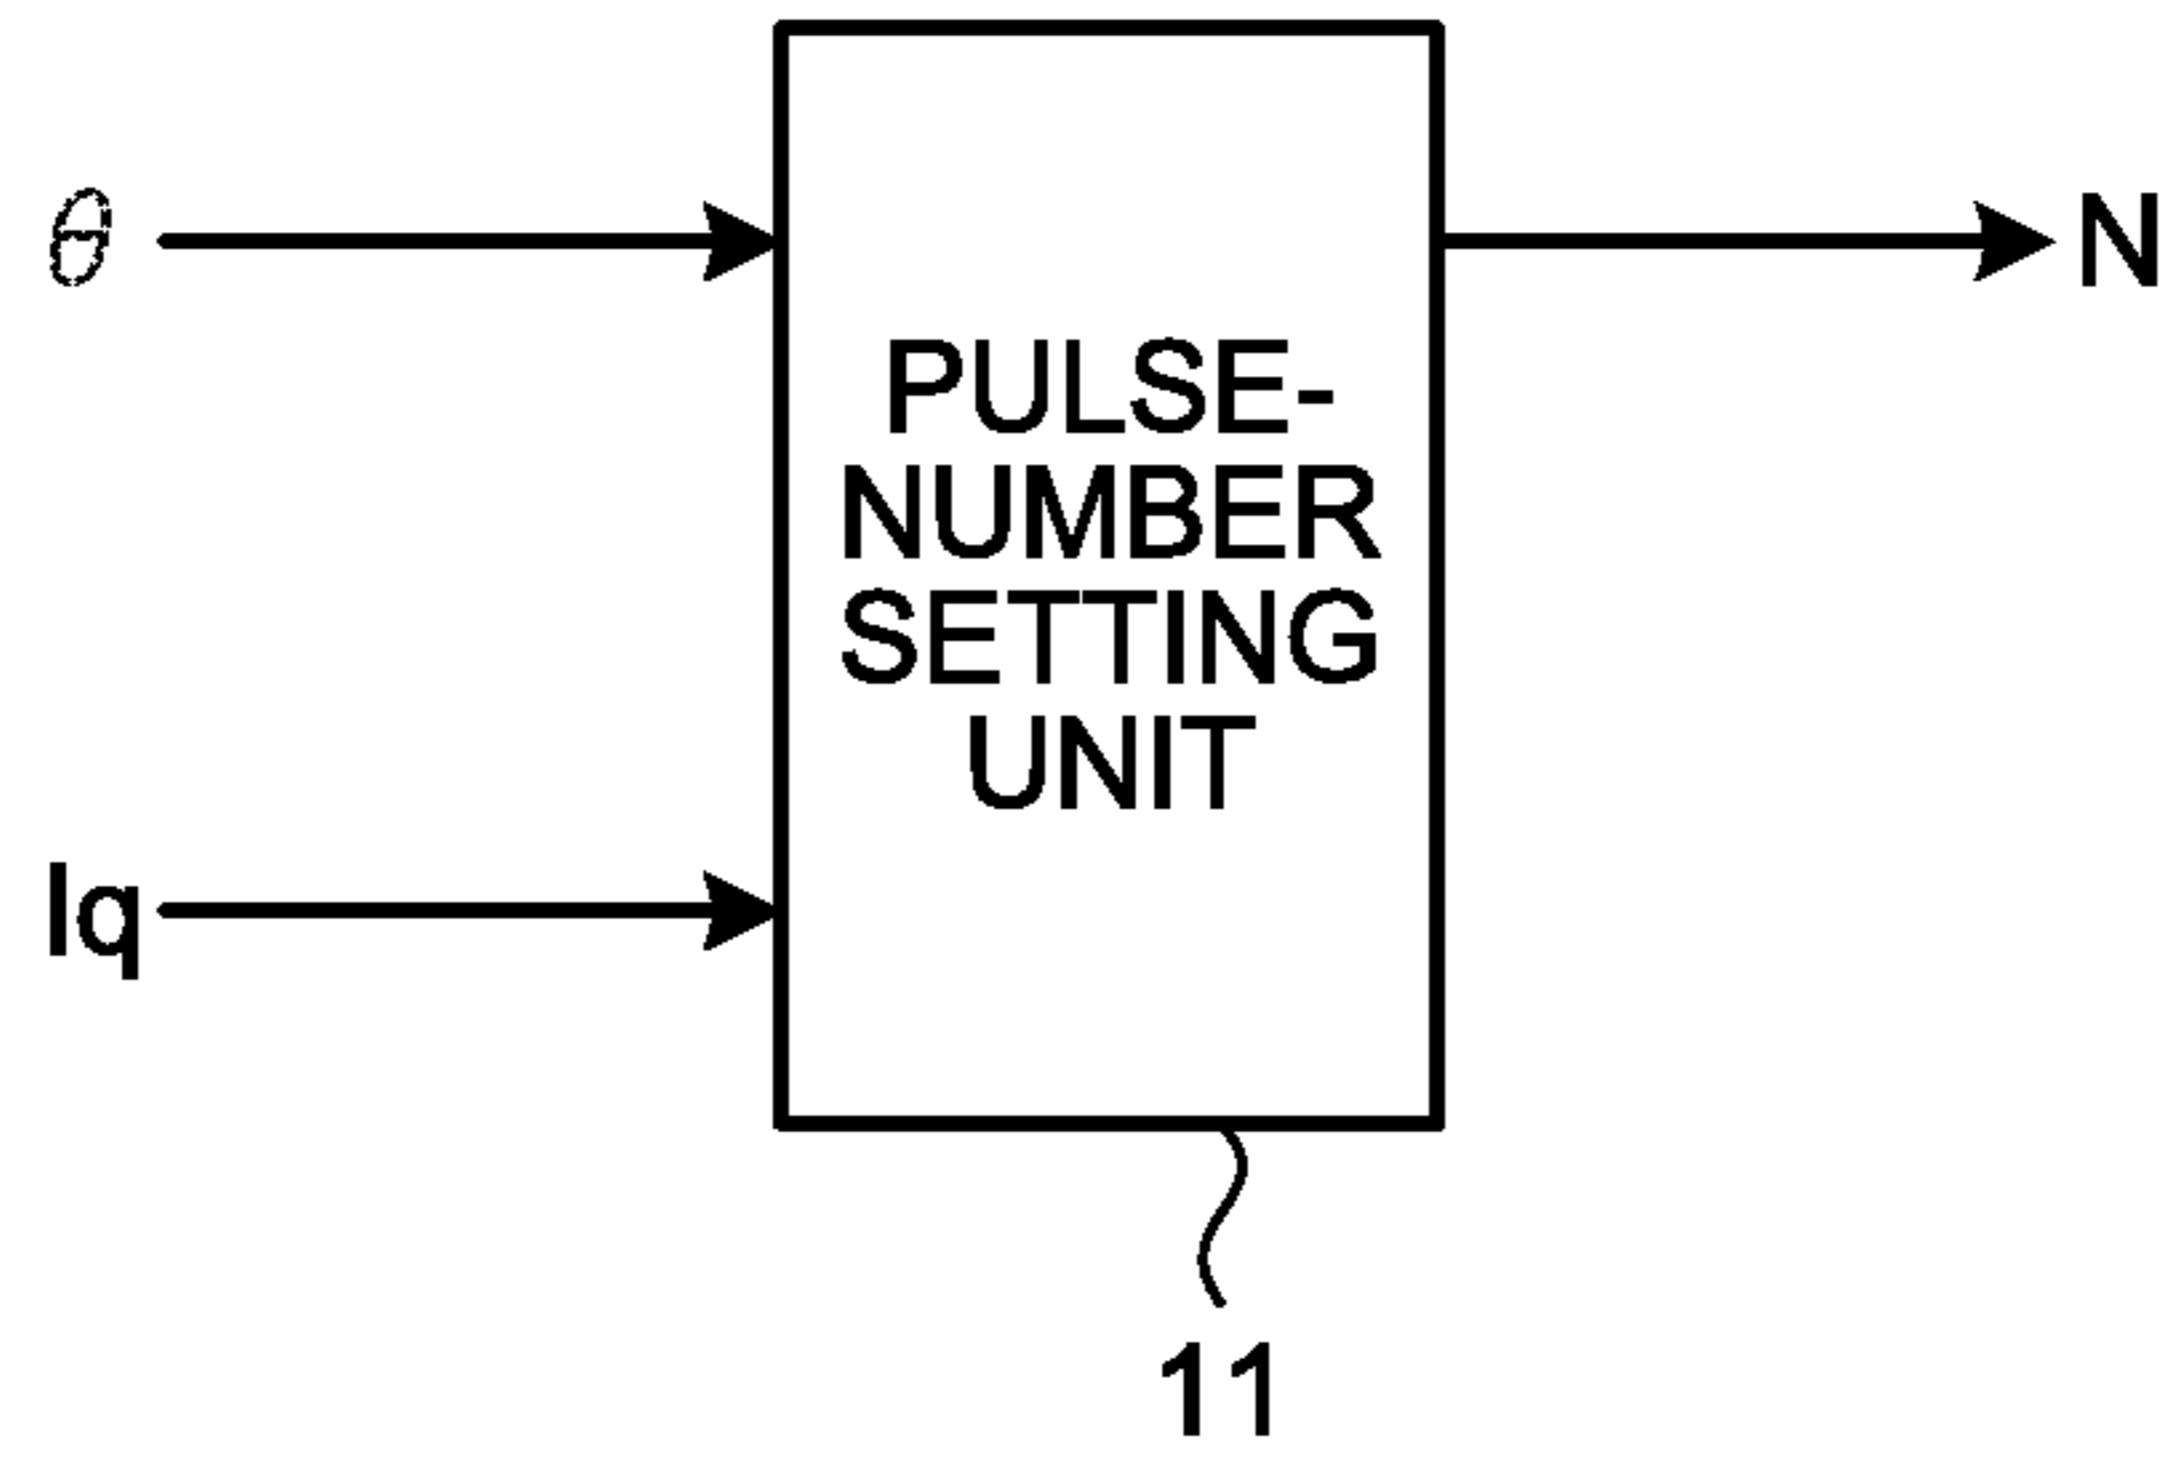 θ
N
PULSE-
NUMBER
SETTING
UNIT
Iq
11